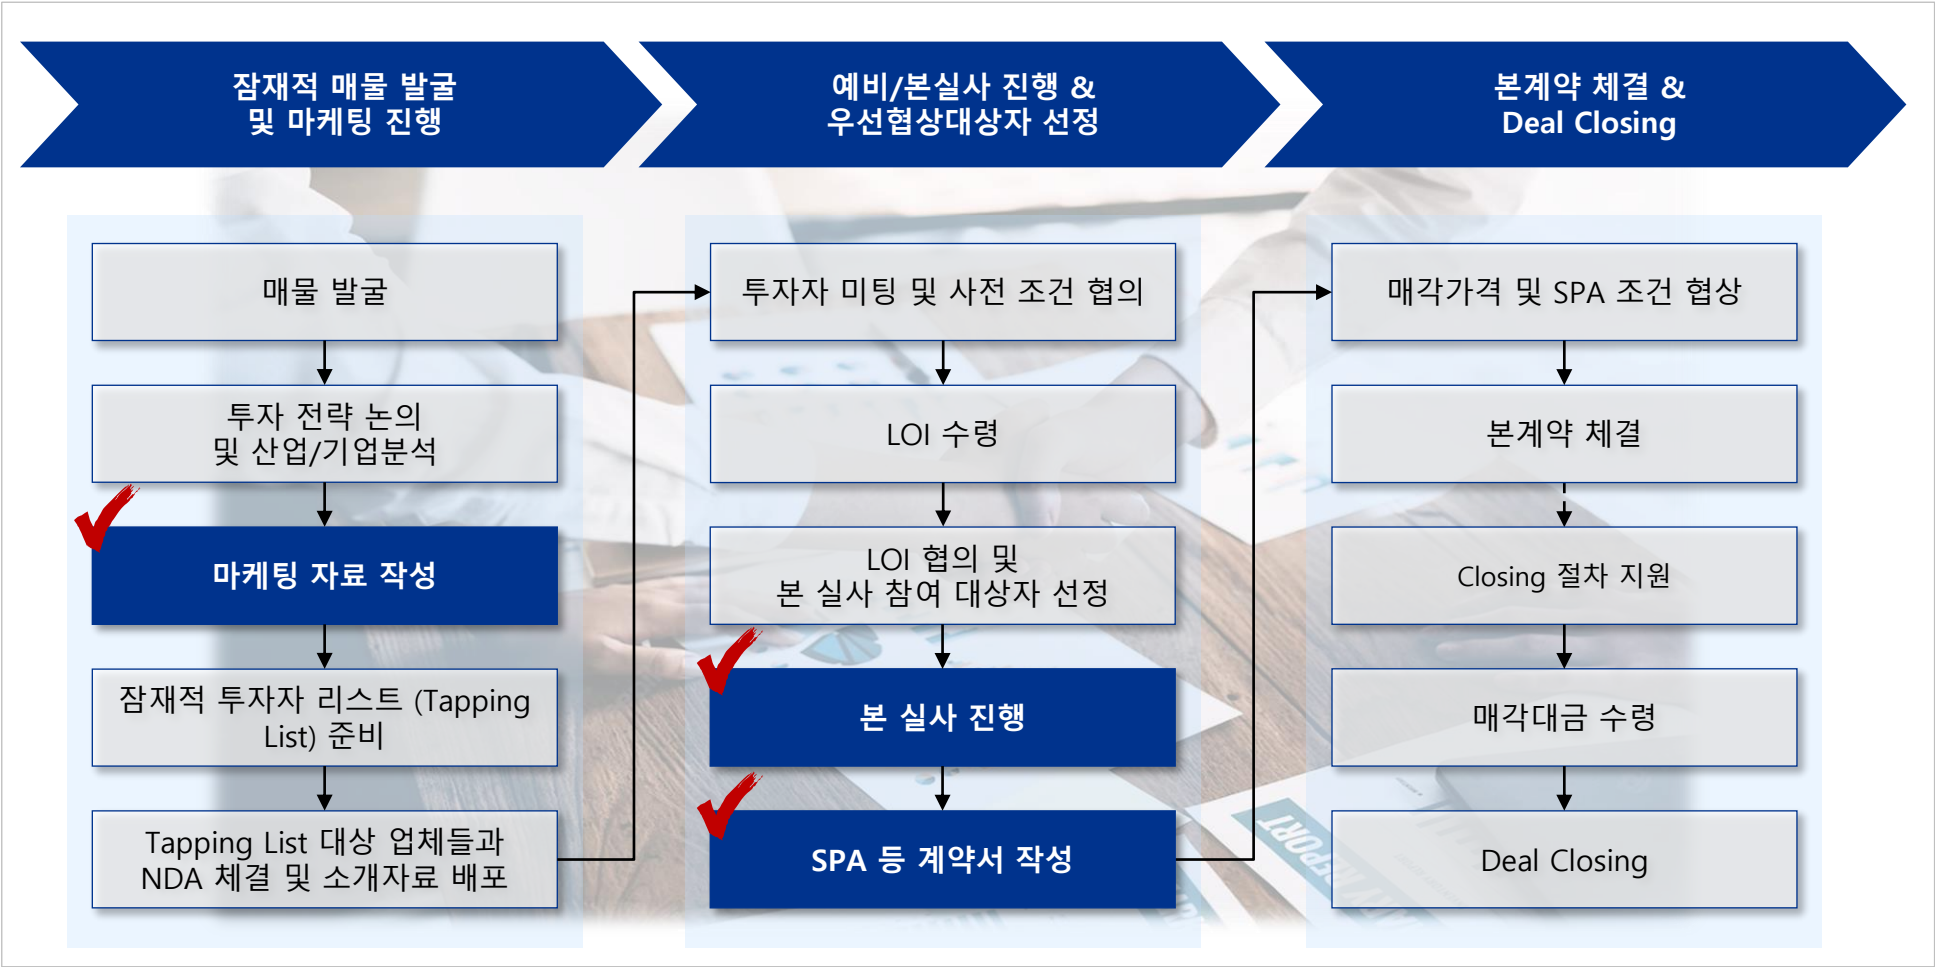 잠재적 매물 발굴
및 마케팅 진행
예비/본실사 진행 &
우선협상대상자 선정
본계약 체결 &
Deal Closing
매물 발굴
투자 전략 논의
및 산업/기업분석
마케팅 자료 작성
잠재적 투자자 리스트 (Tapping
List) 준비
Tapping List 대상 업체들과
NDA 체결 및 소개자료 배포
투자자 미팅 및 사전 조건 협의
LOI 수령
LOI 협의 및
본 실사 참여 대상자 선정
본 실사 진행
SPA 등 계약서 작성
매각가격 및 SPA 조건 협상
본계약 체결
Closing 절차 지원
매각대금 수령
Deal Closing